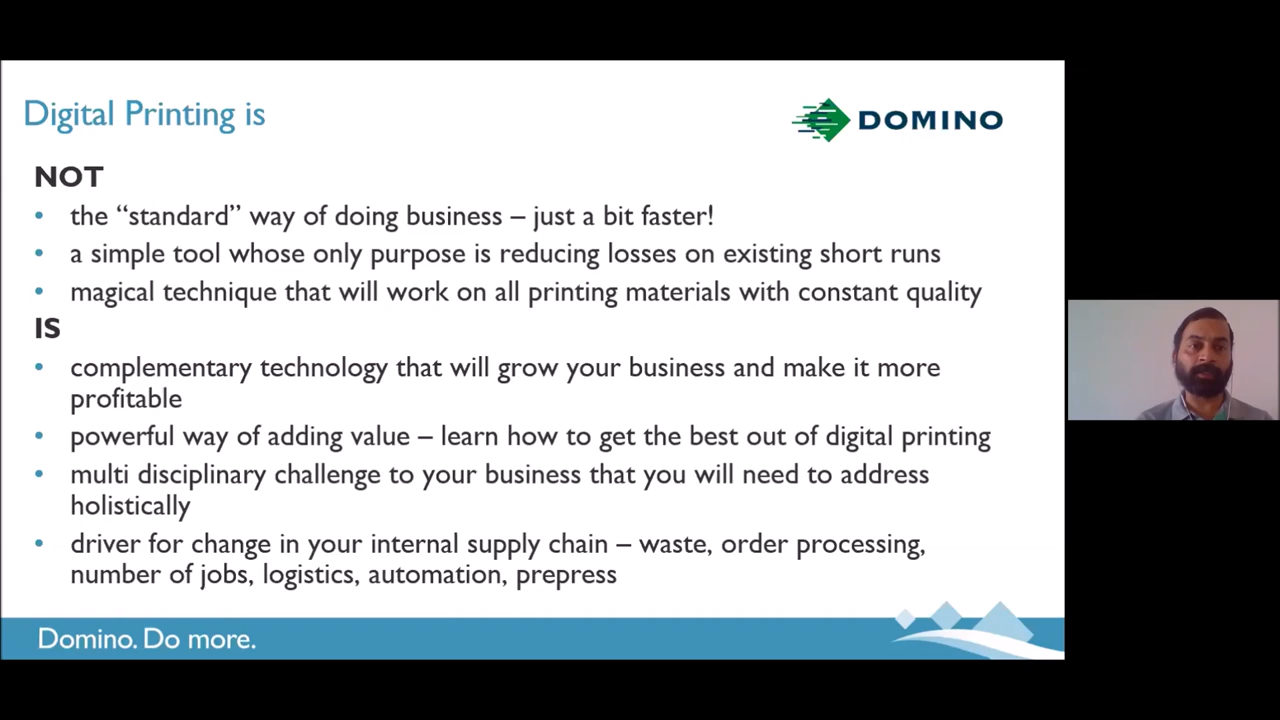 Digital Printing is
DOMINO
NOT
• the “standard” way of doing business – just a bit faster!
• a simple tool whose only purpose is reducing losses on existing short runs
• magical technique that will work on all printing materials with constant quality
IS
• complementary technology that will grow your business and make it more
profitable
• powerful way of adding value – learn how to get the best out of digital printing
• multi disciplinary challenge to your business that you will need to address
holistically
• driver for change in your internal supply chain – waste, order processing,
number of jobs, logistics, automation, prepress
Domino. Do more.